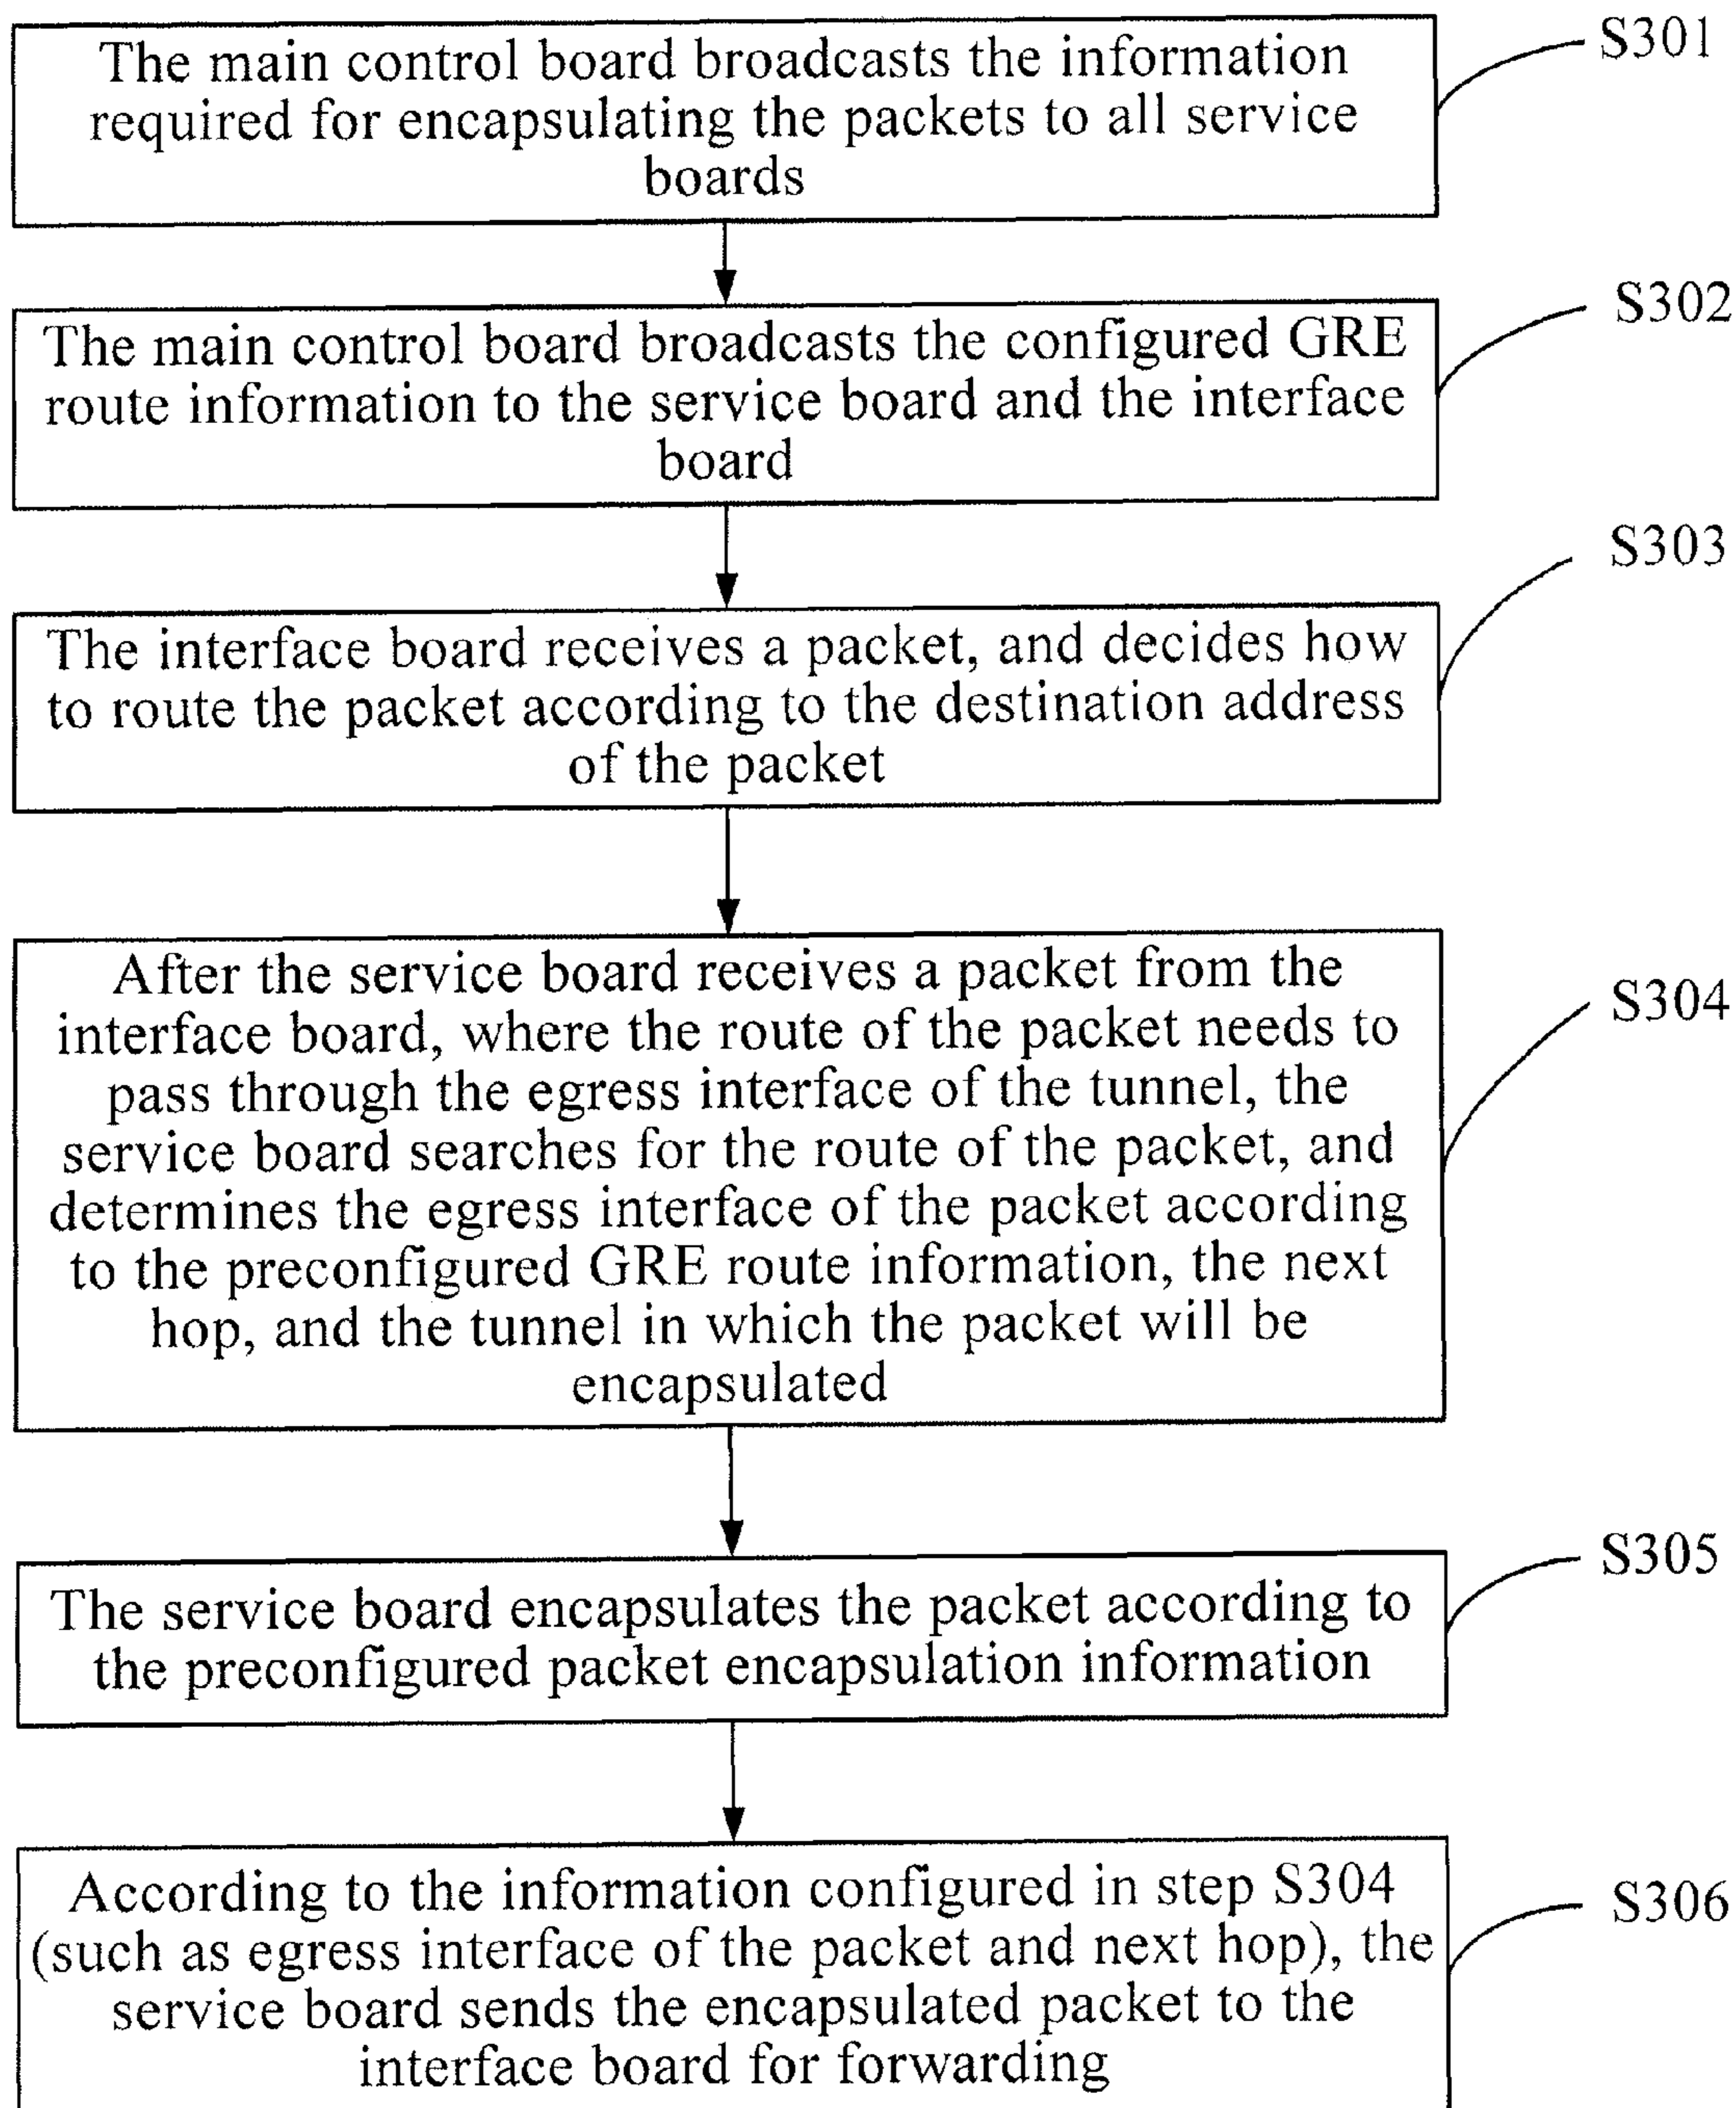 The main control board broadcasts the information
required for encapsulating the packets to all service
boards
S301
The main control board broadcasts the configured GRE
route information to the service board and the interface
board
S302
The interface board receives a packet, and decides how
to route the packet according to the destination address
of the packet
S303
After the service board receives a packet from the
interface board, where the route of the packet needs to
pass through the egress interface of the tunnel, the
service board searches for the route of the packet, and
determines the egress interface of the packet according
to the preconfigured GRE route information, the next
hop, and the tunnel in which the packet will be
encapsulated
S304
The service board encapsulates the packet according to
the preconfigured packet encapsulation information
S305
According to the information configured in step S304
(such as egress interface of the packet and next hop), the
service board sends the encapsulated packet to the
interface board for forwarding
S306